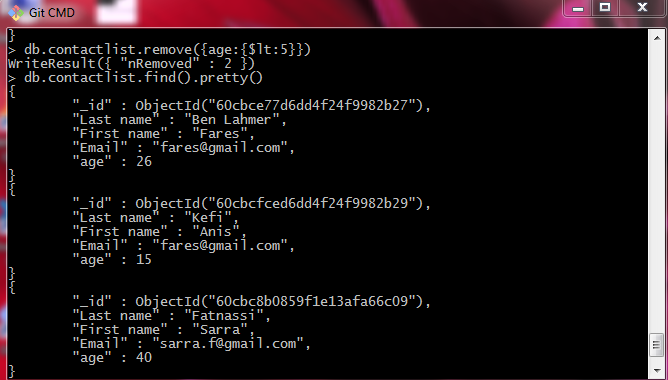 Git CMD
}
> db.contactlist.remove({age:{$lt:5}})
WriteResult({ "nRemoved" : 2 })
> db.contactlist.find().pretty()
{
"_id" : ObjectId("60cbce77d6dd4f24f9982b27"),
"Last name" : "Ben Lahmer",
"First name" : "Fares",
"Email" : "fares@gmail.com",
"age" : 26
}
{
"_id" : ObjectId("60cbcfced6dd4f24f9982b29"),
"Last name" : "Kefi",
"First name" : "Anis",
"Email" : "fares@gmail.com",
"age" : 15
}
{
"_id" : ObjectId("60cbc8b0859f1e13afa66c09"),
"Last name" : "Fatnassi",
"First name" : "Sarra",
"Email" : "sarra.f@gmail.com",
"age" : 40
}